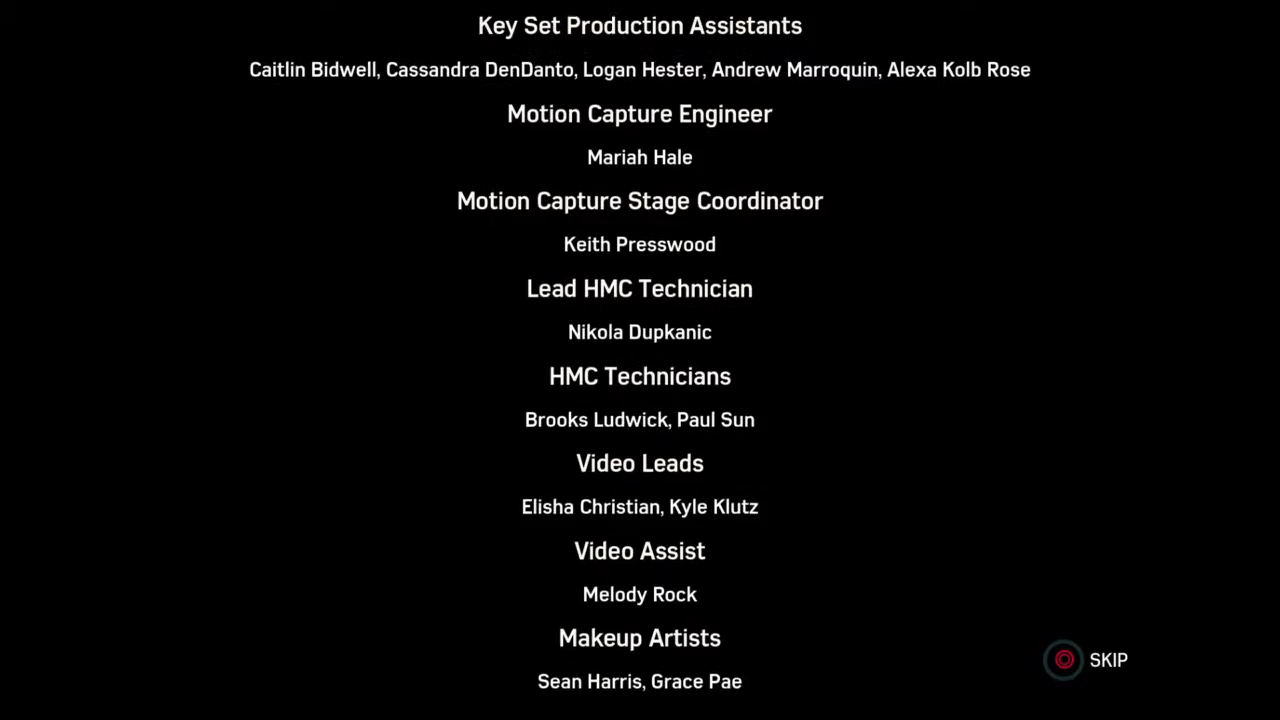 Key Set Production Assistants
Caitlin Bidwell, Cassandra DenDanto, Logan Hester, Andrew Marroquin, Alexa Kolb Rose
Motion Capture Engineer
Mariah Hale
Motion Capture Stage Coordinator
Keith Presswood
Lead HMC Technician
Nikola Dupkanic
HMC Technicians
Brooks Ludwick, Paul Sun
Video Leads
Elisha Christian, Kyle Klutz
Video Assist
Melody Rock
Makeup Artists
Sean Harris, Grace Pae
SKIP